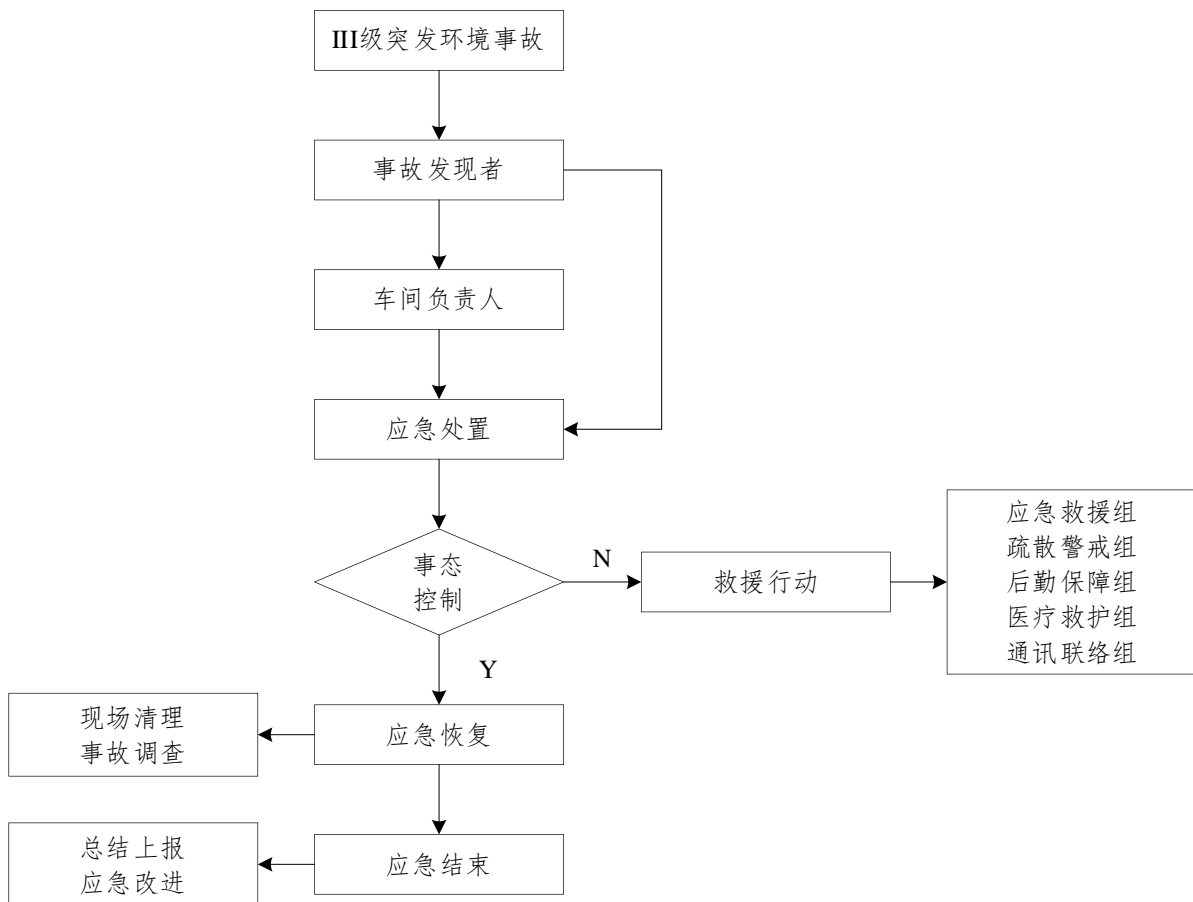 III级突发环境事故
事故发现者
车间负责人
应急处置
事态
控制
N
救援行动
应急救援组
疏散警戒组
后勤保障组
医疗救护组
通讯联络组
Y
现场清理
事故调查
应急恢复
总结上报
应急改进
应急结束